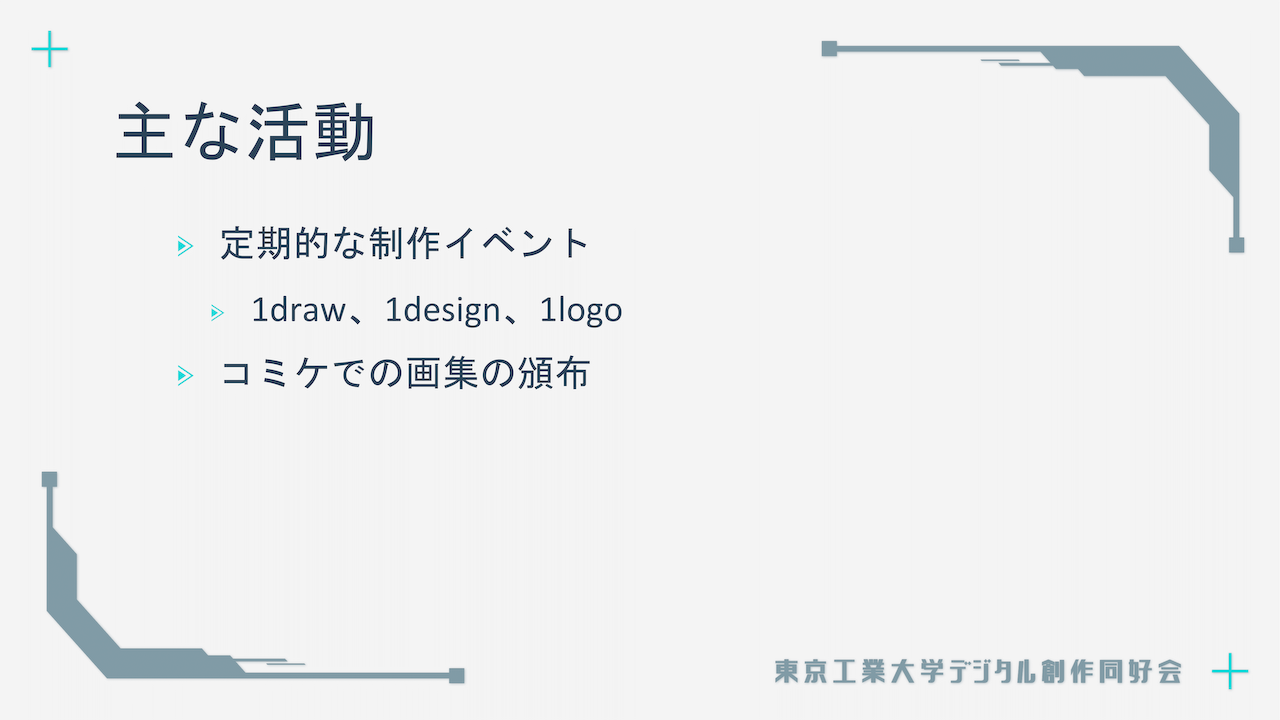 主な活動
定期的な制作イベント
1draw、1design、1logo
コミケでの画集の頒布
東京工業大学デジタル創作同好会